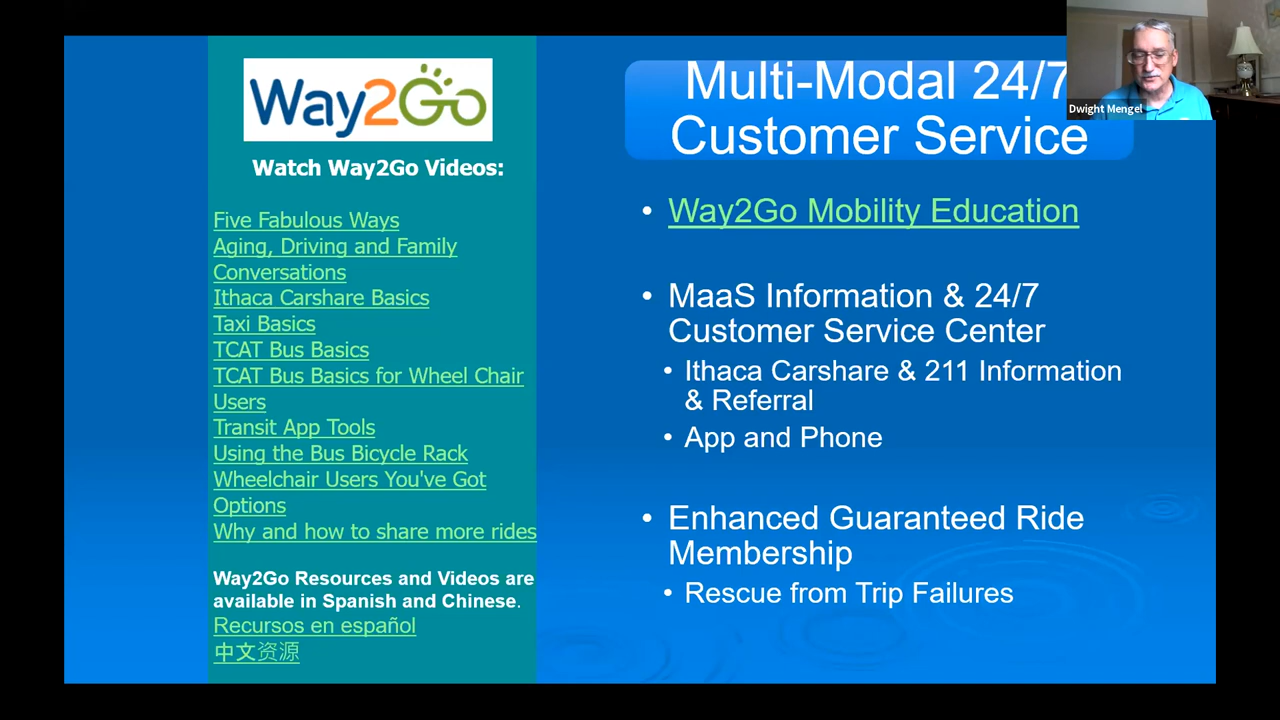 Way2Go
Watch Way2Go Videos:
Five Fabulous Ways
Aging, Driving and Family
Conversations
Ithaca Carshare Basics
Taxi Basics
TCAT Bus Basics
TCAT Bus Basics for Wheel Chair
Users
Transit App Tools
Using the Bus Bicycle Rack
Wheelchair Users You've Got
Options
Why and how to share more rides
Way2Go Resources and Videos are
available in Spanish and Chinese.
Recursos en español
中文资源
Multi-Modal 24/7
Customer Service
• Way2Go Mobility Education
• MaaS Information & 24/7
Customer Service Center
• Ithaca Carshare & 211 Information
& Referral
• App and Phone
• Enhanced Guaranteed Ride
Membership
• Rescue from Trip Failures
Dwight Mengel